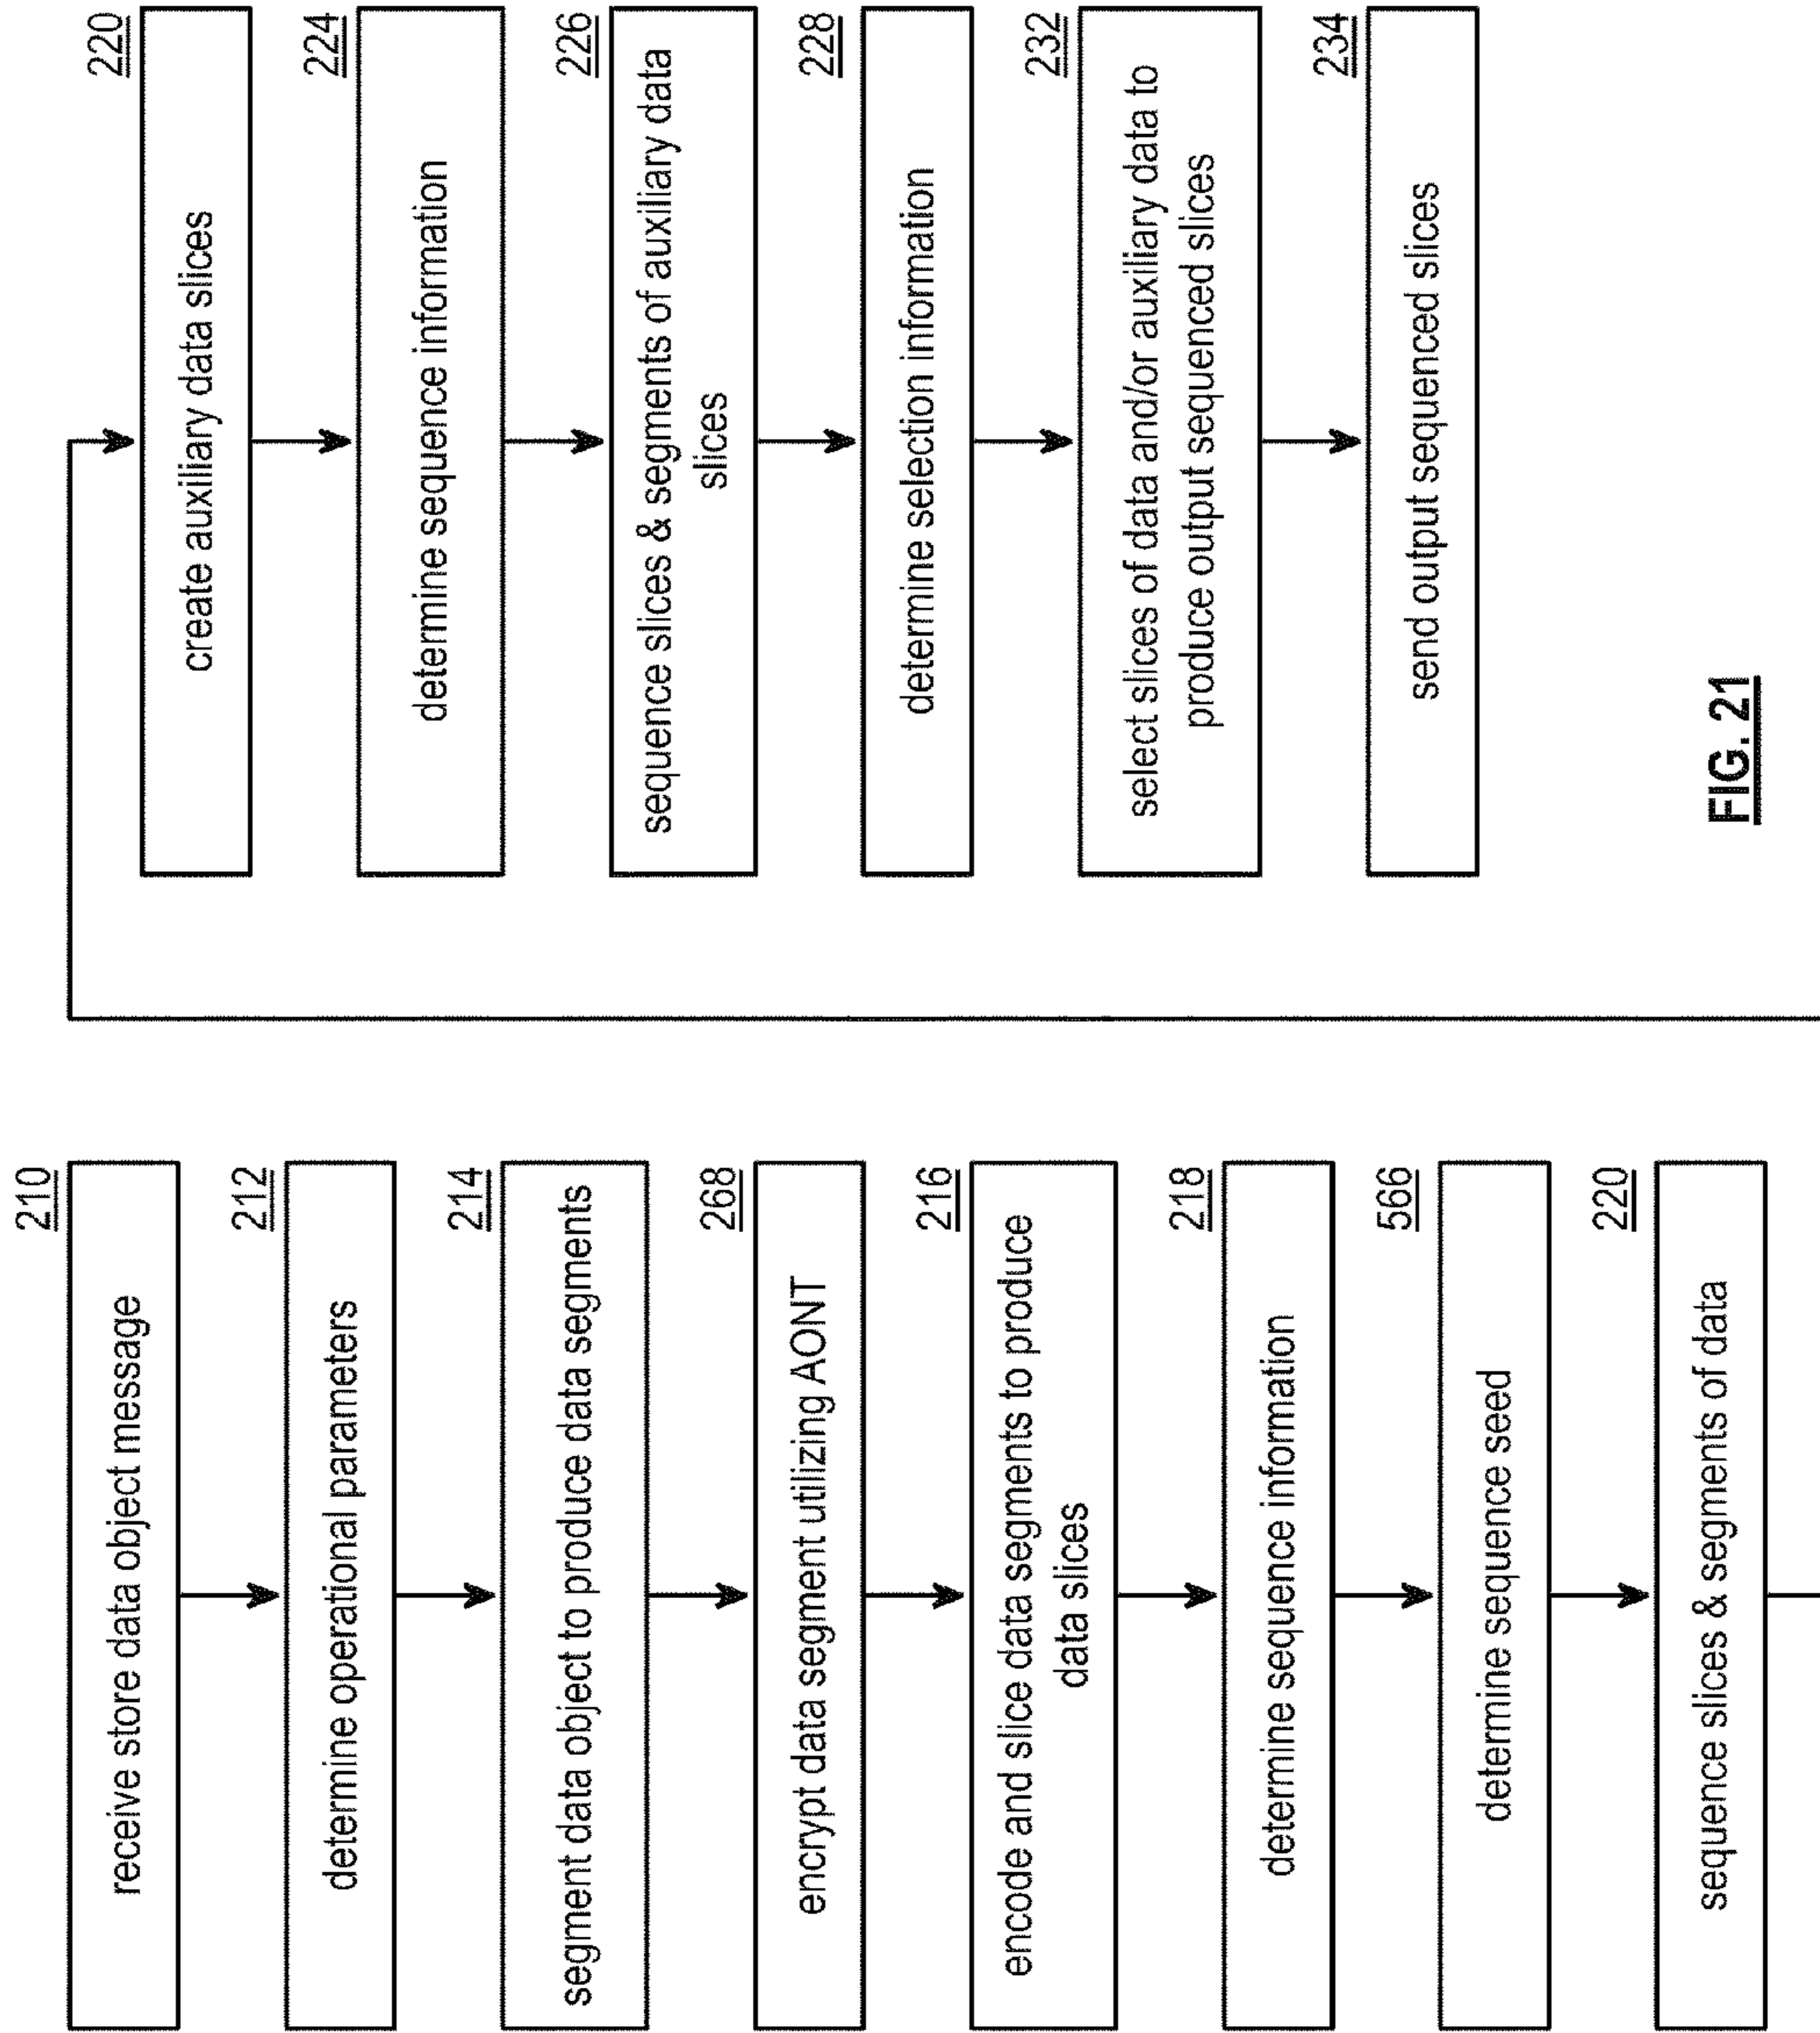 210
receive store data object message
212
determine operational parameters
214
segment data object to produce data segments
268
encrypt data segment utilizing AONT
216
encode and slice data segments to produce
data slices
218
determine sequence information
566
determine sequence seed
220
sequence slices & segments of data
220
create auxiliary data slices
224
determine sequence information
226
sequence slices & segments of auxiliary data
slices
228
determine selection information
232
select slices of data and/or auxiliary data to
produce output sequenced slices
234
send output sequenced slices
FIG. 21